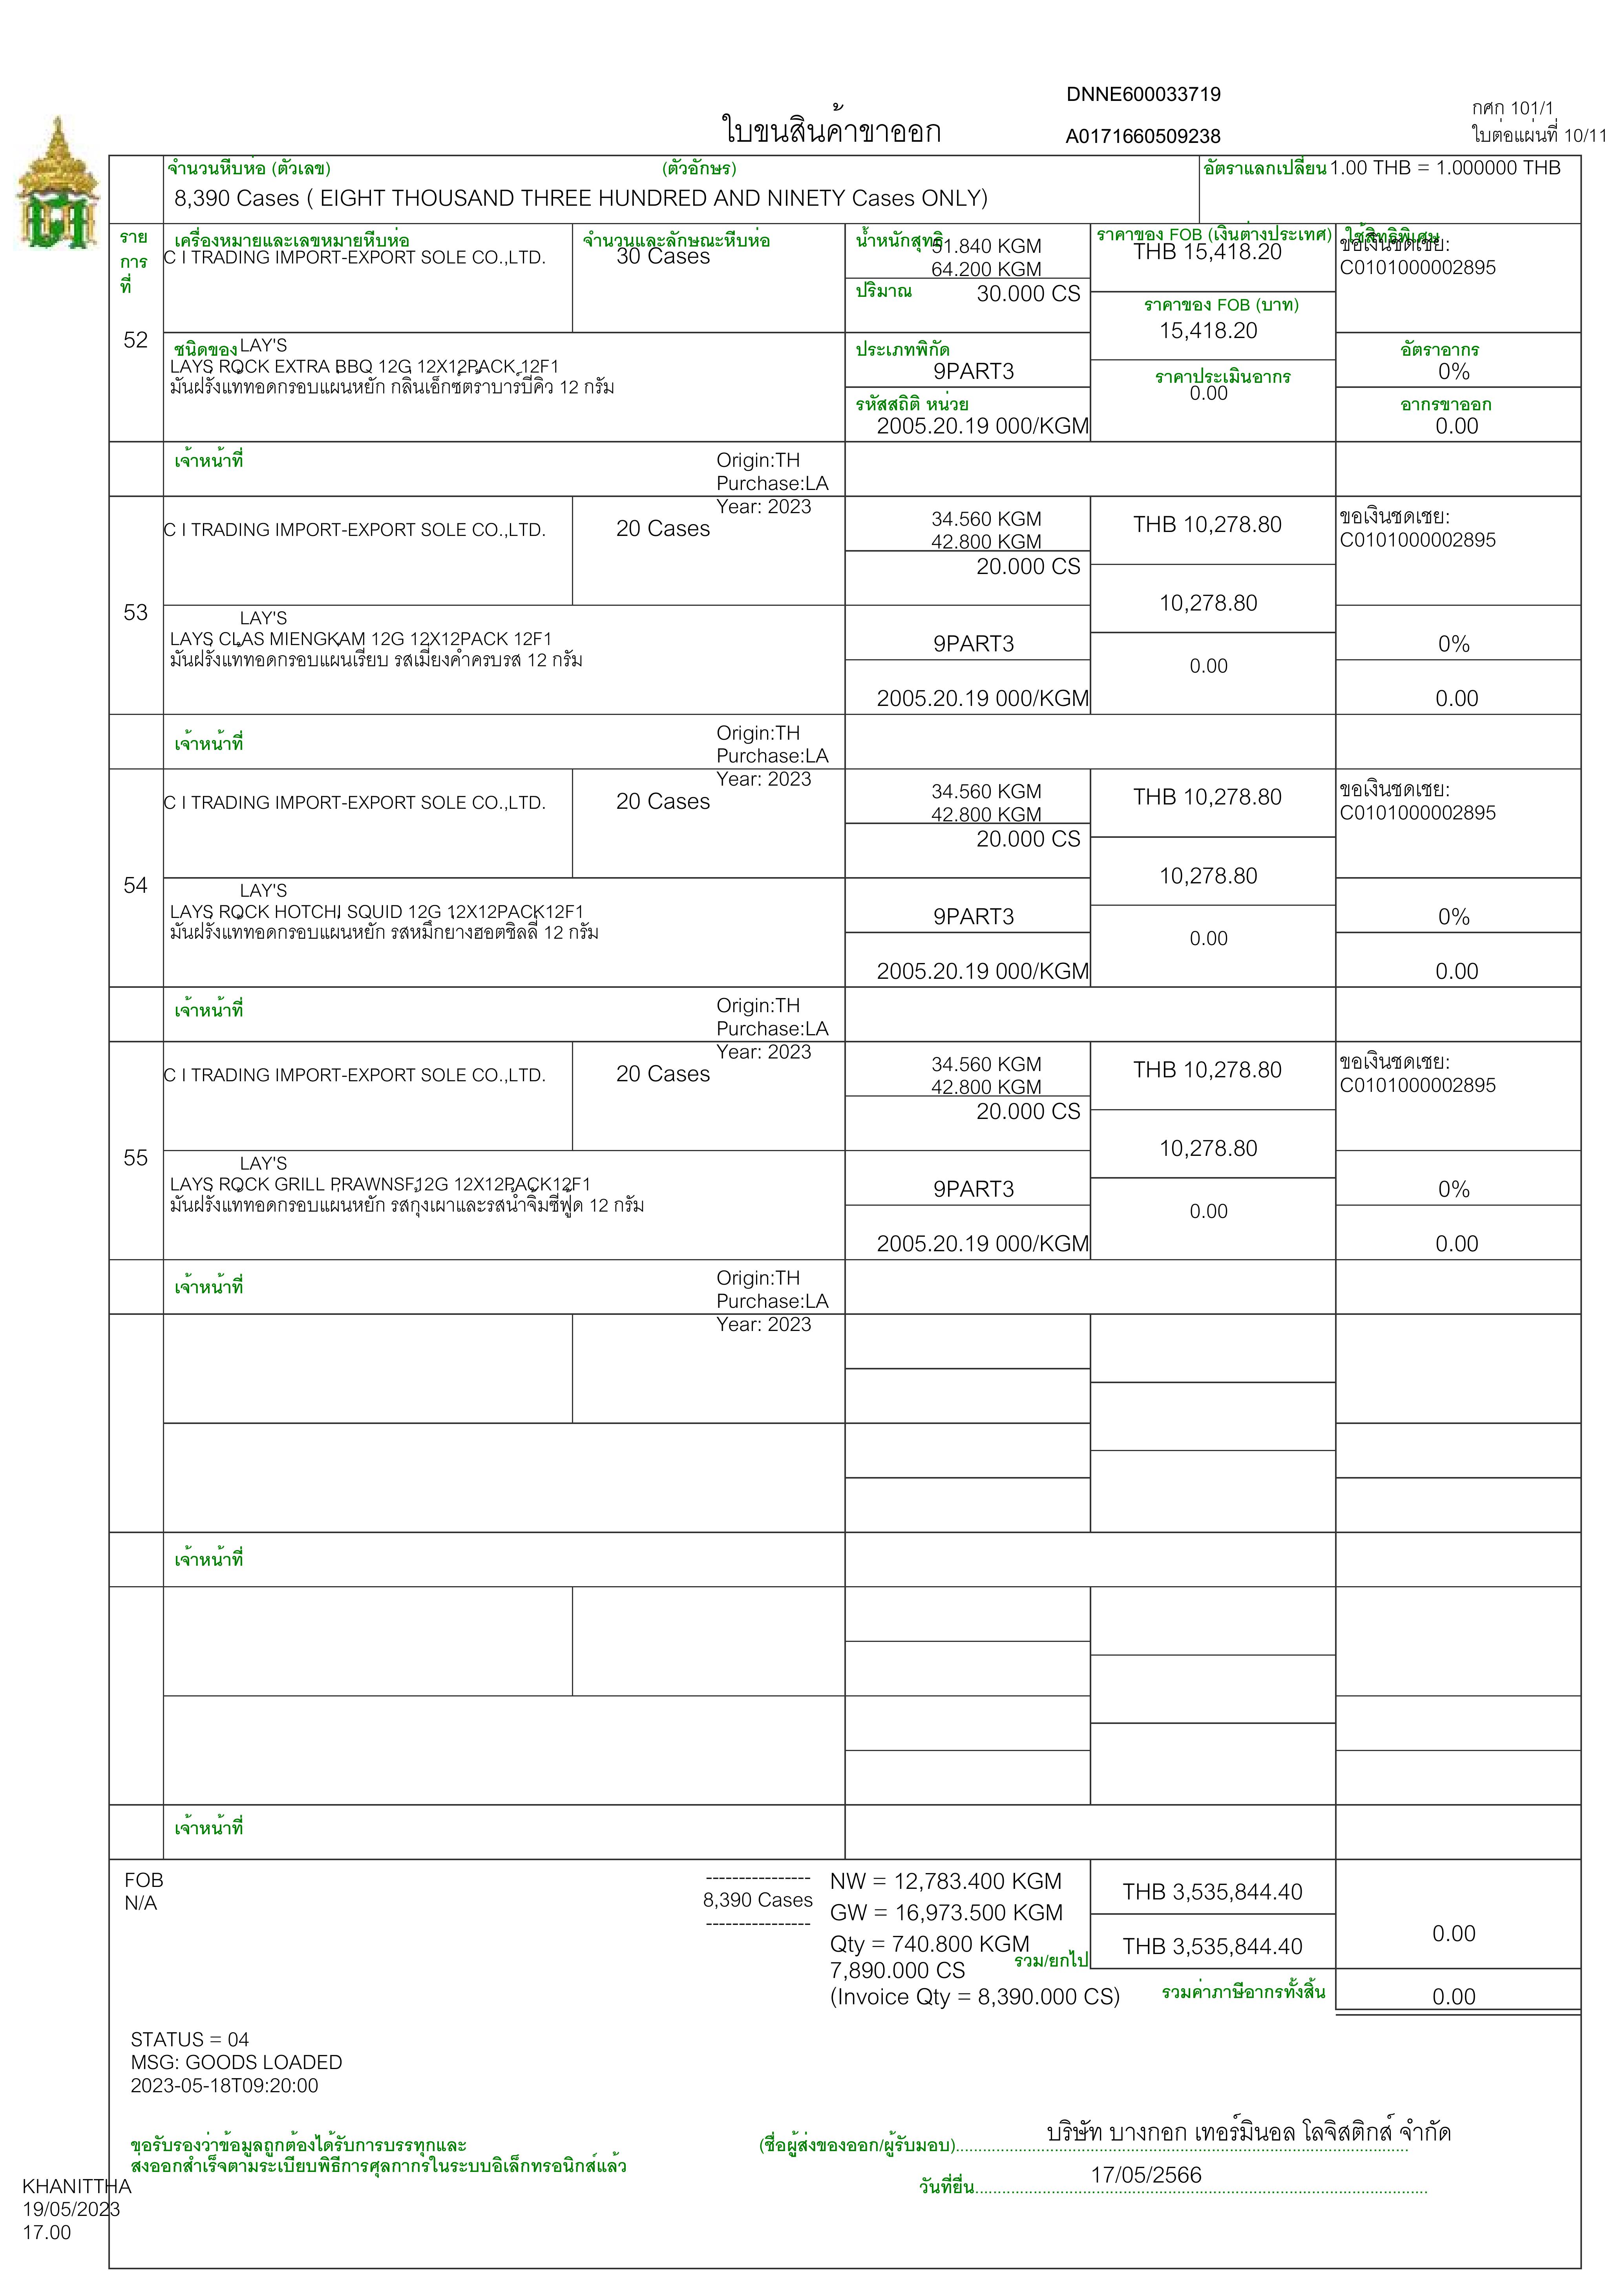 DNNE600033719
กศก 101/1
ใบขนสินค้าขาออก
A0171660509238
ใบต่อแผ่นที่ 10/11
จำนวนหีบห่อ (ตัวเลข) (ตัวอักษร) อัตราแลกเปลี่ยน 1.00 THB = 1.000000 THB
8,390 Cases ( EIGHT THOUSAND THREE HUNDRED AND NINETY Cases ONLY)
ราย
การ
ที่
เครื่องหมายและเลขหมายหีบห่อ จำนวนและลักษณะหีบห่อ น้ำหนักสุทธิ ราคาของ FOB (เงินต่างประเทศ) ใช้สิทธิพิเศษ
C I TRADING IMPORT-EXPORT SOLE CO.,LTD. 30 Cases 51.840 KGM THB 15,418.20 ขอเงินชดเชย:
64.200 KGM C0101000002895
ปริมาณ 30.000 CS
ราคาของ FOB (บาท)
15,418.20
52
ชนิดของ LAY'S
ประเภทพิกัด อัตราอากร
LAYS ROCK EXTRA BBQ 12G 12X12PACK 12F1 9PART3 0%
มันฝรั่งแท้ทอดกรอบแผ่นหยัก กลิ่นเอ็กซ์ตราบาร์บีคิว 12 กรัม
ราคาประเมินอากร
0.00
รหัสสถิติ หน่วย อากรขาออก
2005.20.19 000/KGM 0.00
เจ้าหน้าที่ Origin:TH
Purchase:LA
Year: 2023
C I TRADING IMPORT-EXPORT SOLE CO.,LTD. 20 Cases 34.560 KGM THB 10,278.80 ขอเงินชดเชย:
42.800 KGM C0101000002895
20.000 CS
10,278.80
53
LAY'S
LAYS CLAS MIENGKAM 12G 12X12PACK 12F1 9PART3 0%
มันฝรั่งแท้ทอดกรอบแผ่นเรียบ รสเมี่ยงคำครบรส 12 กรัม
0.00
2005.20.19 000/KGM 0.00
เจ้าหน้าที่ Origin:TH
Purchase:LA
Year: 2023
C I TRADING IMPORT-EXPORT SOLE CO.,LTD. 20 Cases 34.560 KGM THB 10,278.80 ขอเงินชดเชย:
42.800 KGM C0101000002895
20.000 CS
10,278.80
54
LAY'S
LAYS ROCK HOTCHI SQUID 12G 12X12PACK12F1 9PART3 0%
มันฝรั่งแท้ทอดกรอบแผ่นหยัก รสหมึกย่างฮอตชิลลี่ 12 กรัม
0.00
2005.20.19 000/KGM 0.00
เจ้าหน้าที่ Origin:TH
Purchase:LA
Year: 2023
C I TRADING IMPORT-EXPORT SOLE CO.,LTD. 20 Cases 34.560 KGM THB 10,278.80 ขอเงินชดเชย:
42.800 KGM C0101000002895
20.000 CS
10,278.80
55
LAY'S
LAYS ROCK GRILL PRAWNSF12G 12X12PACK12F1 9PART3 0%
มันฝรั่งแท้ทอดกรอบแผ่นหยัก รสกุ้งเผาและรสน้ำจิ้มซีฟู้ด 12 กรัม
0.00
2005.20.19 000/KGM 0.00
เจ้าหน้าที่ Origin:TH
Purchase:LA
Year: 2023
เจ้าหน้าที่
เจ้าหน้าที่
FOB ---------------- NW = 12,783.400 KGM THB 3,535,844.40
N/A 8,390 Cases
---------------- GW = 16,973.500 KGM
0.00
Qty = 740.800 KGM THB 3,535,844.40
รวม/ยกไป
7,890.000 CS
(Invoice Qty = 8,390.000 CS) รวมค่าภาษีอากรทั้งสิ้น 0.00
STATUS = 04
MSG: GOODS LOADED
2023-05-18T09:20:00
ขอรับรองว่าข้อมูลถูกต้องได้รับการบรรทุกและ
ส่งออกสำเร็จตามระเบียบพิธีการศุลกากรในระบบอิเล็กทรอนิกส์แล้ว
(ชื่อผู้ส่งของออก/ผู้รับมอบ) บริษัท บางกอก เทอร์มินอล โลจิสติกส์ จำกัด
วันที่ยื่น 17/05/2566
KHANITTHA
19/05/2023
17.00